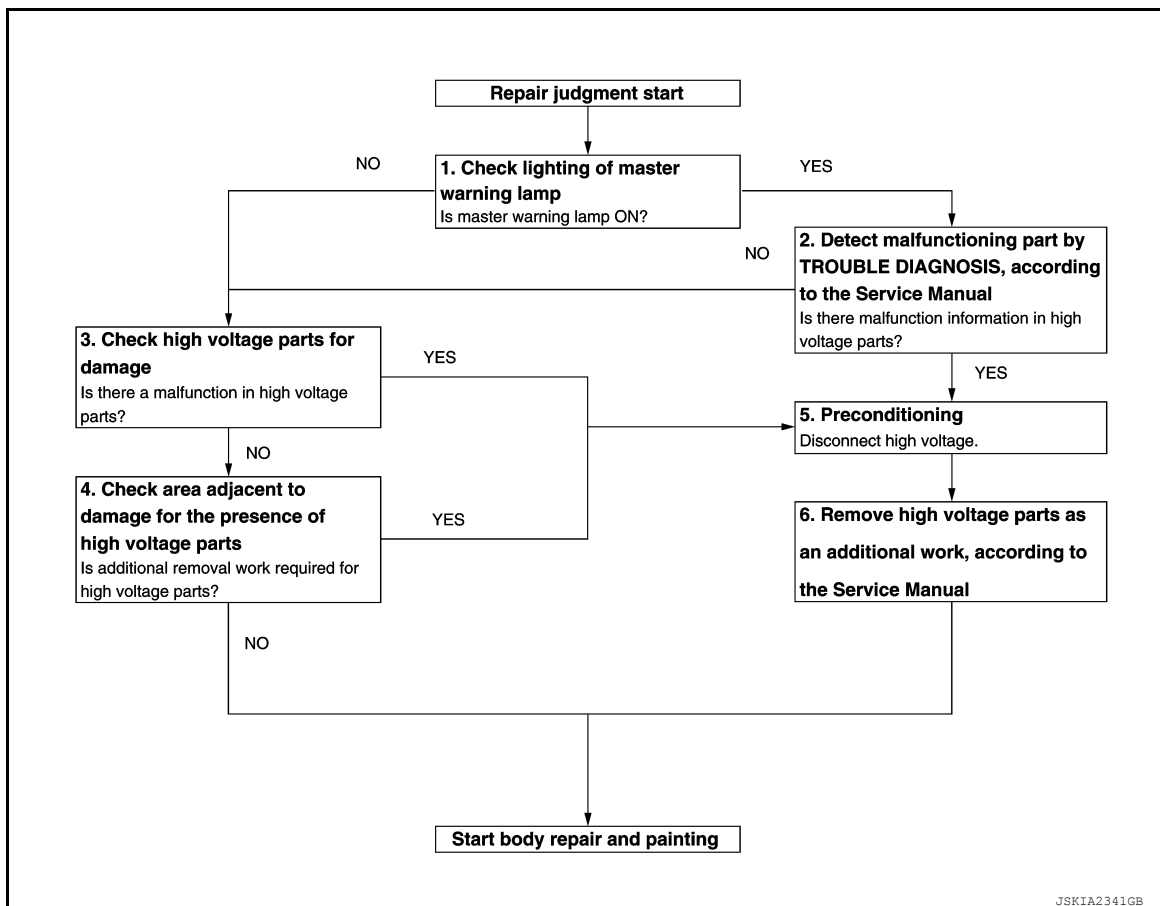 Repair judgment start
NO
YES
1. Check lighting of master
warning lamp
Is master warning lamp ON?
2. Detect malfunctioning part by
TROUBLE DIAGNOSIS, according
to the Service Manual
Is there malfunction information in high
voltage parts?
NO
3. Check high voltage parts for
damage
Is there a malfunction in high voltage
parts?
YES
YES
5. Preconditioning
Disconnect high voltage.
NO
4. Check area adjacent to
damage for the presence of
high voltage parts
Is additional removal work required for
high voltage parts?
YES
6. Remove high voltage parts as
an additional work, according to
the Service Manual
NO
Start body repair and painting
JSKIA2341GB